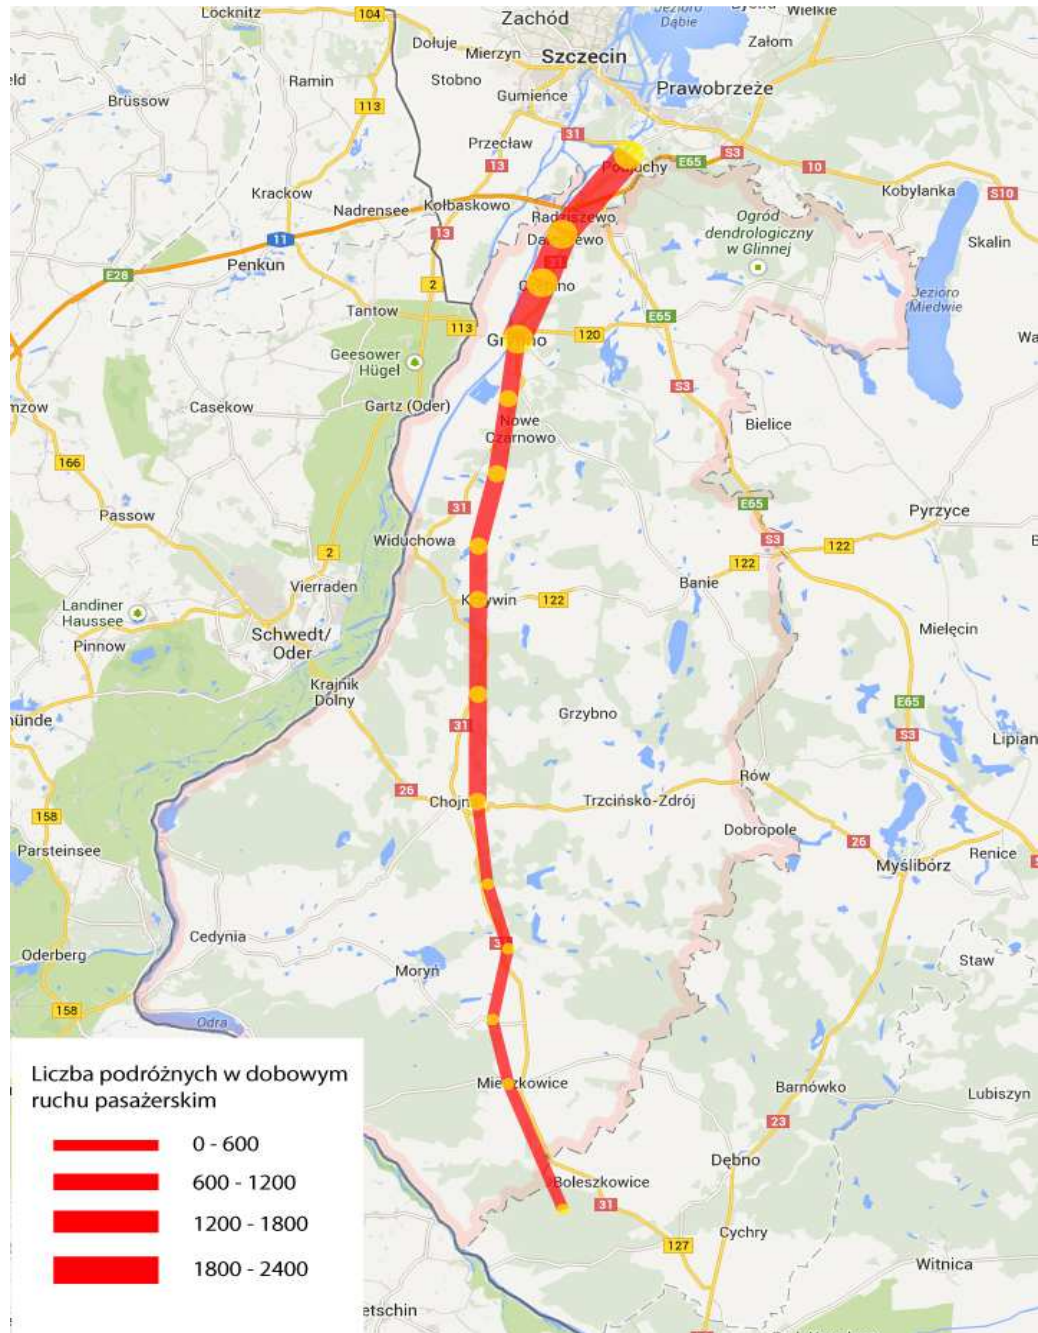 Löcknitz
104
Zachód
Jezioro
Dąbie
Wielkie
Dołuje
Mierzyn
Szczecin
Załom
Ramin
Stobno
Gumieńce
Prawobrzeże
Brüssow
113
Przecław
31
13
E65
S3
10
Krackow
Kobylanka
S10
Nadrensee
Kołbaskowo
Radziszewo
Ogród
dendrologiczny
w Glinnej
Skalin
11
13
E28
Penkun
2
Jezioro
Miedwie
Tantow
113
E65
120
Geesower
Hügel
S3
Casekow
Gartz (Oder)
Nowe
Czarnowo
Bielice
166
31
E65
Pyrzyce
Passow
Widuchowa
S3
122
2
122
Banie
Vierraden
122
Landiner
Haussee
Mielęcin
Pinnow
Schwedt/
Oder
Krajnik
Dolny
E65
Grzybno
31
S3
Rów
26
Trzcińsko-Zdrój
158
Dobropole
26
Parsteinsee
Myślibórz
Renice
Cedynia
Oderberg
Moryń
Staw
158
Odra
Liczba podróżnych w dobowym
ruchu pasażerskim
0 - 600
600 - 1200
1200 - 1800
1800 - 2400
Mieszkowice
Barnówko
Lubiszyn
23
Dębno
Boleszkowice
31
Cychry
127
Witnica